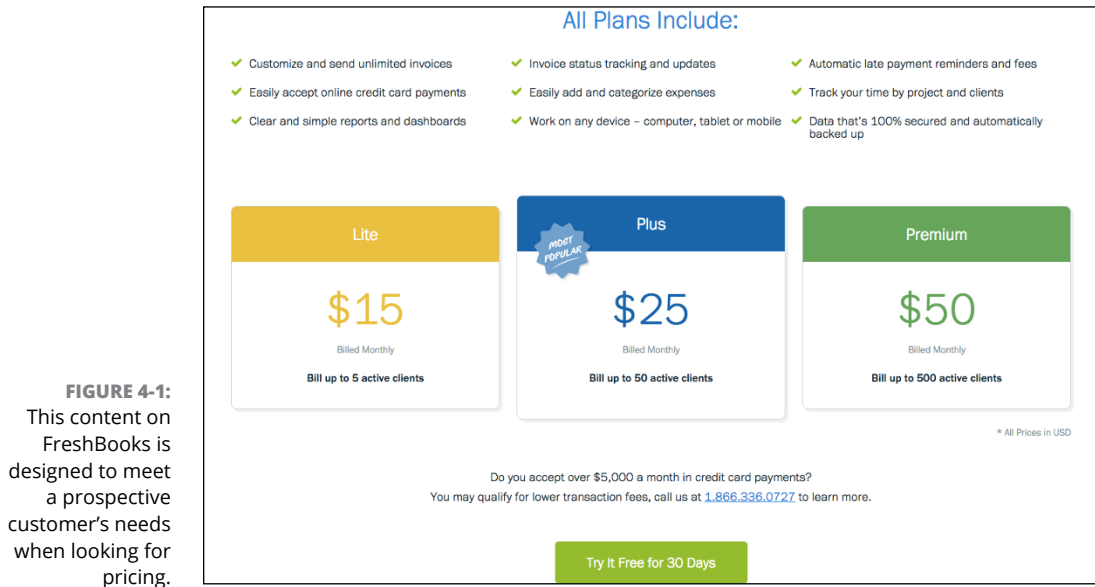 All Plans Include:
Customize and send unlimited invoices
Easily accept online credit card payments
Clear and simple reports and dashboards
Invoice status tracking and updates
Easily add and categorize expenses
Work on any device – computer, tablet or mobile
Automatic late payment reminders and fees
Track your time by project and clients
Data that's 100% secured and automatically
backed up
Lite
$15
Billed Monthly
Bill up to 5 active clients
MOST
POPULAR
Plus
$25
Billed Monthly
Bill up to 50 active clients
Premium
$50
Billed Monthly
Bill up to 500 active clients
* All Prices in USD
Do you accept over $5,000 a month in credit card payments?
You may qualify for lower transaction fees, call us at 1.866.336.0727 to learn more.
Try It Free for 30 Days
FIGURE 4-1:
This content on
FreshBooks is
designed to meet
a prospective
customer's needs
when looking for
pricing.